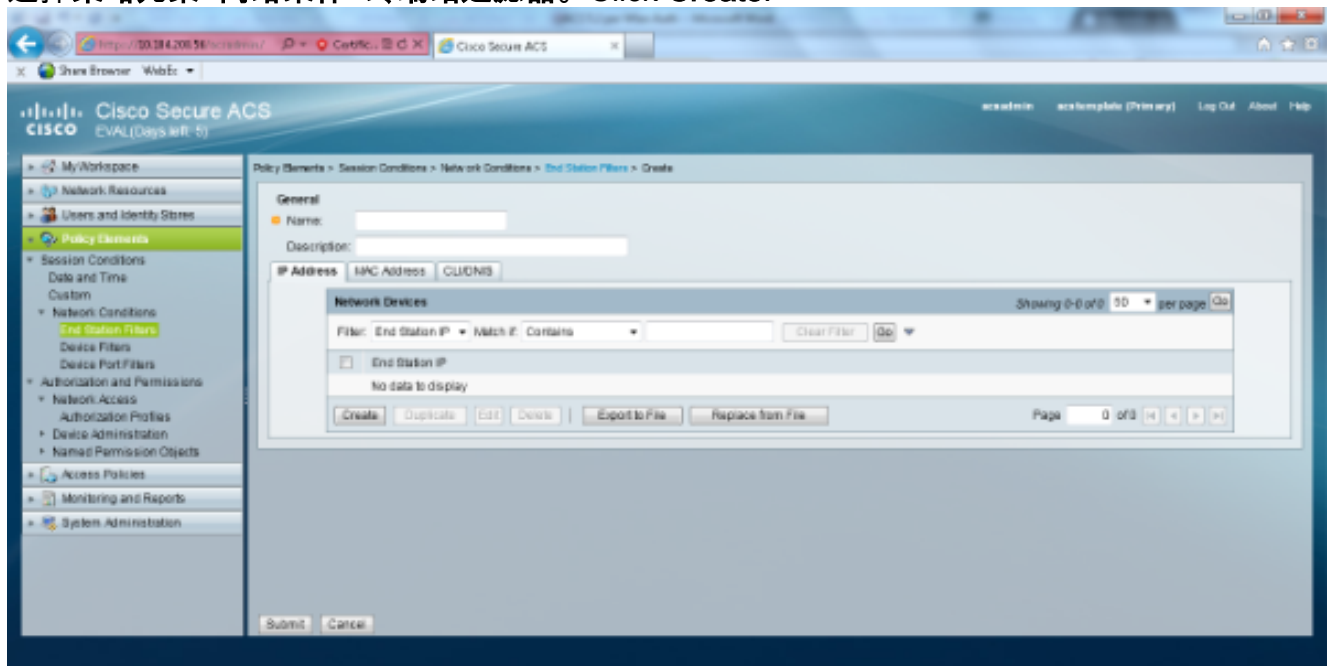 Cisco Secure ACS
Share Browser WebEx
Cisco Secure ACS
CISCO
EVAL(Days left: 5)
acsadmin acstemplate (Primary) Log Out About Help
My Workspace
Network Resources
Users and Identity Stores
Policy Elements
Session Conditions
Date and Time
Custom
Network Conditions
End Station Filters
Device Filters
Device Port Filters
Authorization and Permissions
Network Access
Authorization Profiles
Device Administration
Named Permission Objects
Access Policies
Monitoring and Reports
System Administration
Policy Elements > Session Conditions > Network Conditions > End Station Filters > Create
General
Name:
Description:
IP Address MAC Address CLI/DNIS
Network Devices
Showing 0-0 of 0 50 per page Go
Filter: End Station IP Match if: Contains Clear Filter Go
End Station IP
No data to display
Create Duplicate Edit Delete | Export to File Replace from File
Page 0 of 0
Submit Cancel